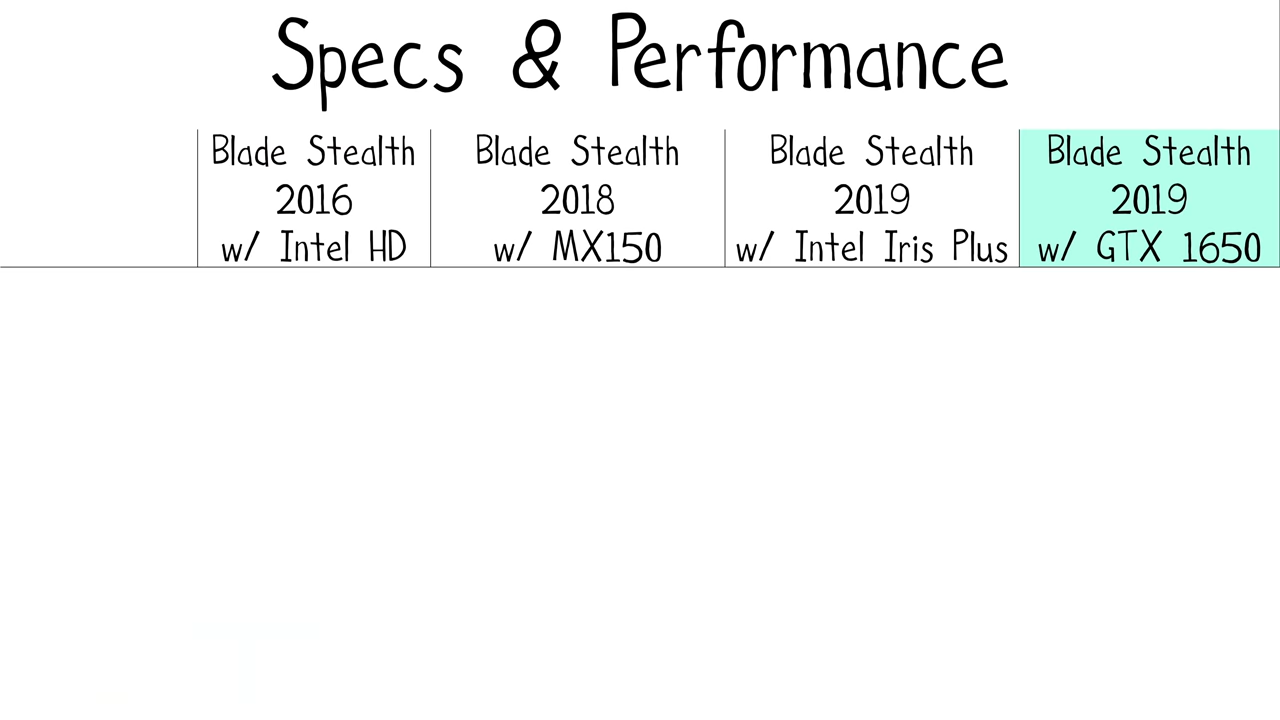 Specs & Performance
Blade Stealth 2016 w/ Intel HD
Blade Stealth 2018 w/ MX150
Blade Stealth 2019 w/ Intel Iris Plus
Blade Stealth 2019 w/ GTX 1650